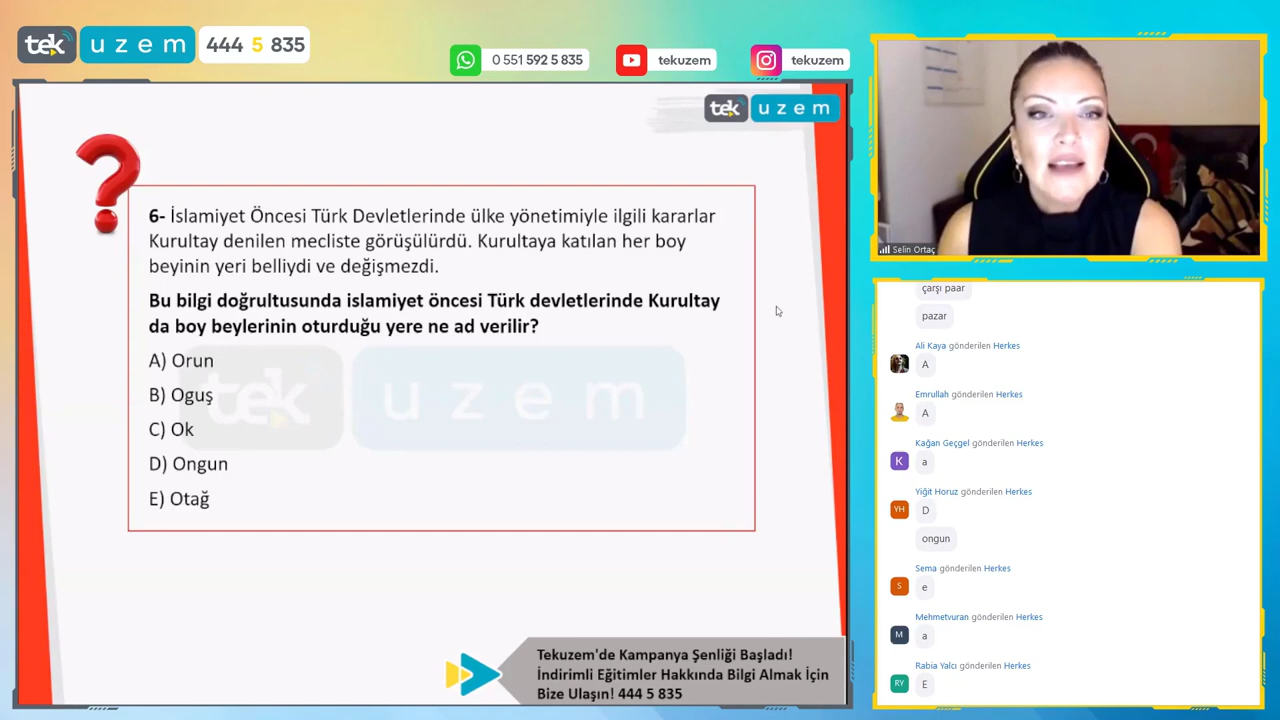 tek uzem 444 5 835
0 551 592 5 835
tekuzem
tekuzem
tek uzem
6- İslamiyet Öncesi Türk Devletlerinde ülke yönetimiyle ilgili kararlar
Kurultay denilen mecliste görüşülürdü. Kurultaya katılan her boy
beyinin yeri belliydi ve değişmezdi.
Bu bilgi doğrultusunda islamiyet öncesi Türk devletlerinde Kurultay
da boy beylerinin oturduğu yere ne ad verilir?
A) Orun
B) Oguş
C) Ok
D) Ongun
E) Otağ
tek uzem
Tekuzem'de Kampanya Şenliği Başladı!
İndirimli Eğitimler Hakkında Bilgi Almak İçin
Bize Ulaşın! 444 5 835
Selin Ortaç
çarşı paar
pazar
Ali Kaya gönderilen Herkes
A
Emrullah gönderilen Herkes
A
Kağan Geçgel gönderilen Herkes
K
a
Yiğit Horuz gönderilen Herkes
YH
D
ongun
Sema gönderilen Herkes
S
e
Mehmetvuran gönderilen Herkes
M
a
Rabia Yalcı gönderilen Herkes
RY
E